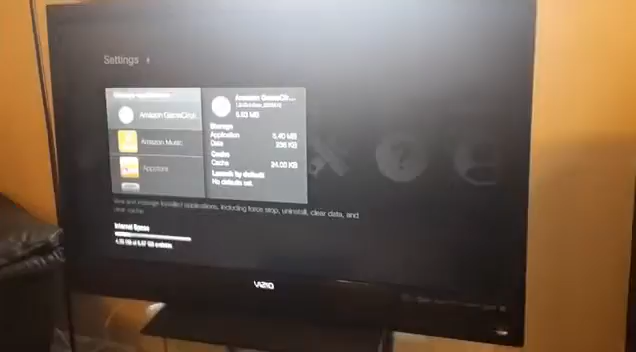 Settings
Amazon GameCirc...
Amazon Music
Appstore
Amazon GameCir...
5.63 MB
Storage
Application 5.40 MB
Data 236 KB
Cache
Cache 24.00 KB
Launch by default
No defaults set.
View and manage installed applications, including force stop, uninstall, clear data, and
clear cache
Internal Space
VIZIO